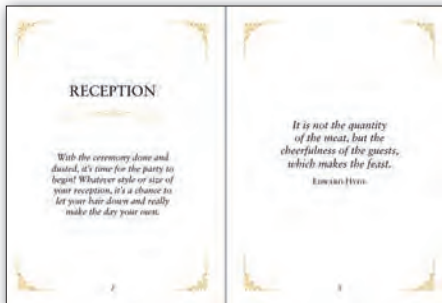 RECEPTION
With the ceremony done and
dusted, it's time for the party to
begin! Whatever style or size of
your reception, it's a chance to
let your hair down and really
make the day your own.
It is not the quantity
of the meat, but the
cheerfulness of the guests,
which makes the feast.
EDWARD HYDE